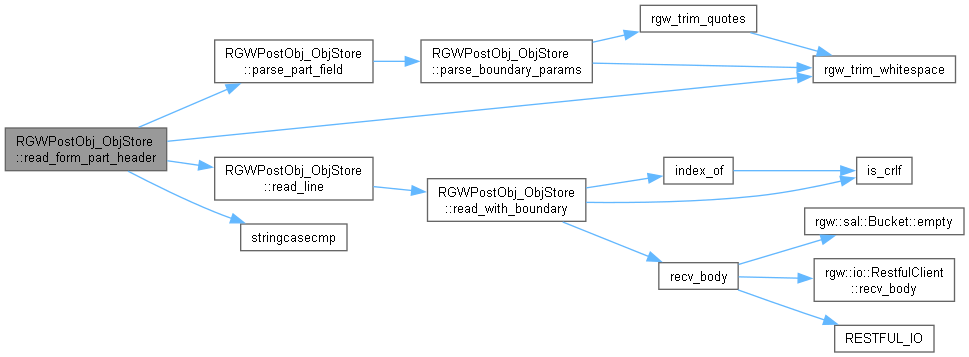 RGWPostObj_ObjStore
::read_form_part_header
RGWPostObj_ObjStore
::parse_part_field
RGWPostObj_ObjStore
::parse_boundary_params
rgw_trim_quotes
rgw_trim_whitespace
RGWPostObj_ObjStore
::read_line
RGWPostObj_ObjStore
::read_with_boundary
index_of
is_crlf
stringcasecmp
recv_body
rgw::sal::Bucket::empty
rgw::io::RestfulClient
::recv_body
RESTFUL_IO